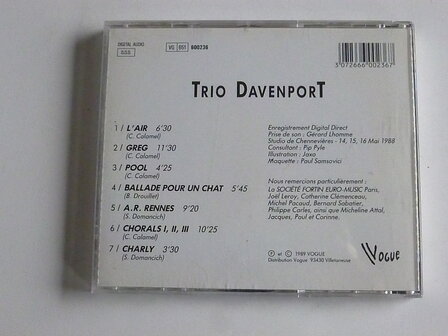 DIGITAL AUDIO
DDD
VG 651 600236
3"072666"002367"
TRIO DAVENPORT
1 / L'AIR 6'30
(C. Calamel)
2 / GREG 11'30
(C. Calamel)
3 / POOL 4'25
(C. Calamel)
4 / BALLADE POUR UN CHAT 5'45
(B. Drouillet)
5 / A.R. RENNES 9'20
(S. Domancich)
6 / CHORALS I, II, III 10'25
(C. Calamel)
7 / CHARLY 3'30
(S. Domancich)
Enregistrement Digital Direct
Prise de son : Gérard Lhomme
Studio de Chennevières - 14, 15, 16 Mai 1988
Consultant : Pip Pyle
Illustration : Jaxo
Maquette : Paul Samsovici
Nous remercions particulièrement :
La SOCIÉTÉ FORTIN EURO-MUSIC Paris,
Joël Leroy, Catherine Clémenceau,
Michel Pacaud, Bernard Sabatier,
Philippe Carles, ainsi que Micheline Attal,
Jacques, Paul et Corinne.
℗ et © 1989 VOGUE
Distribution Vogue 93430 Villetaneuse
VOGUE